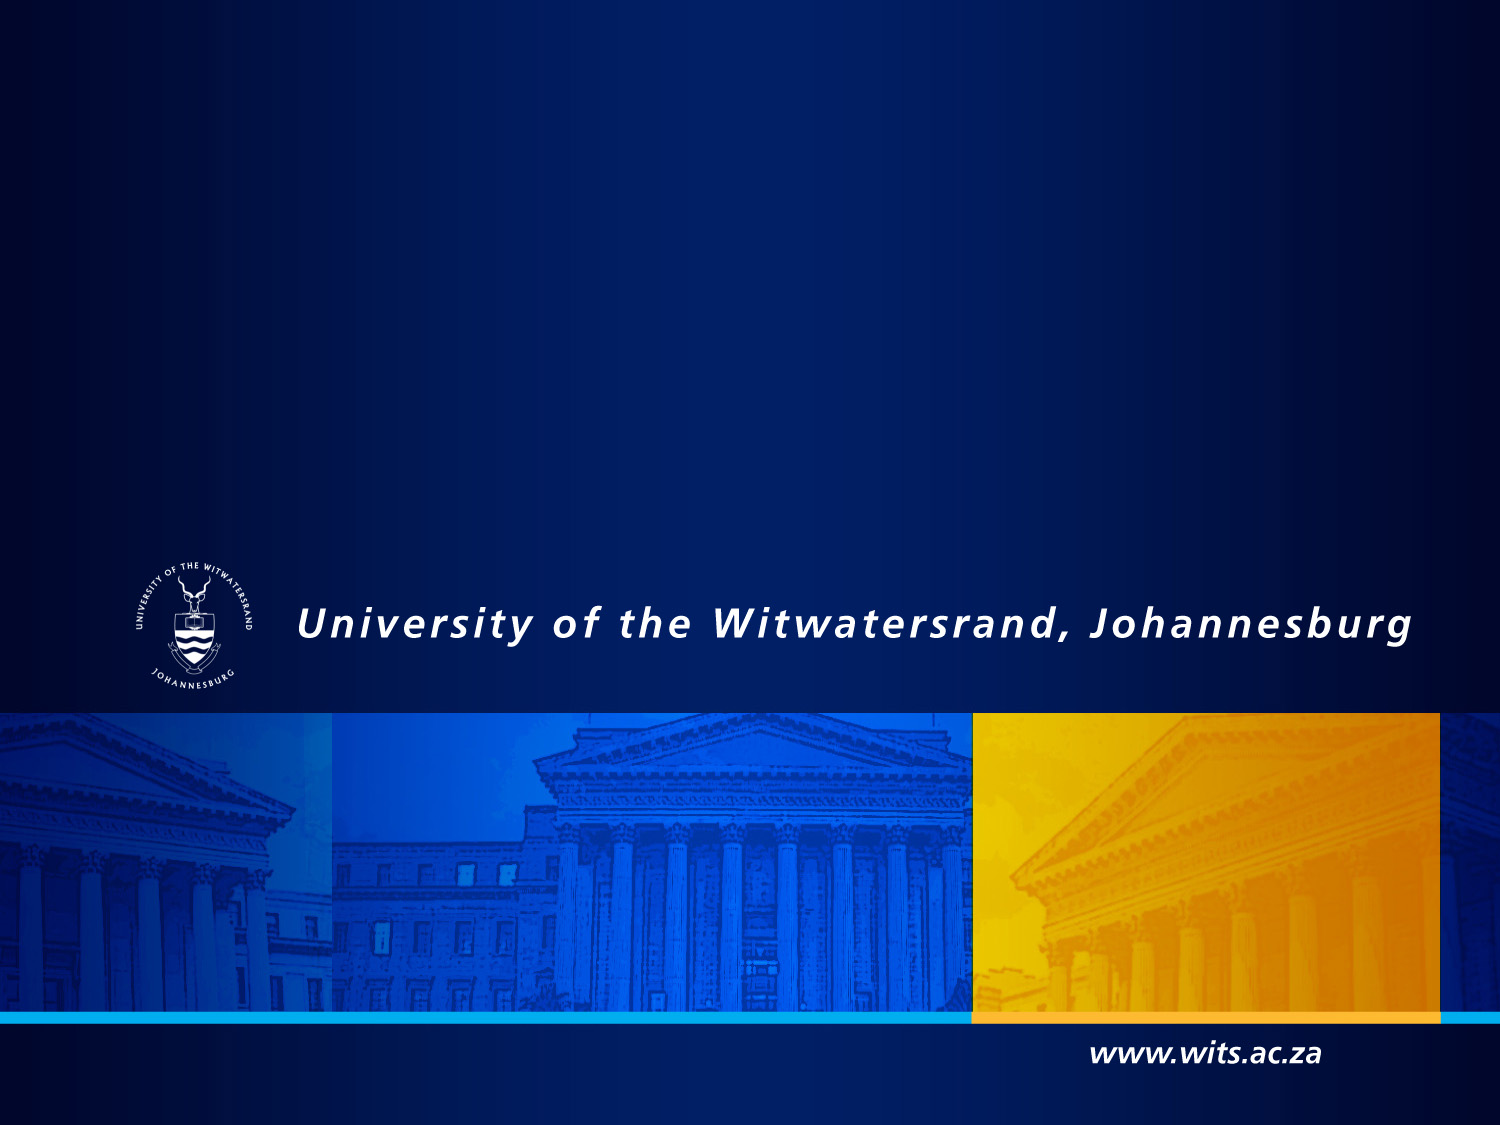 UNIVERSITY OF THE WITWATERSRAND
JOHANNESBURG
University of the Witwatersrand, Johannesburg
www.wits.ac.za